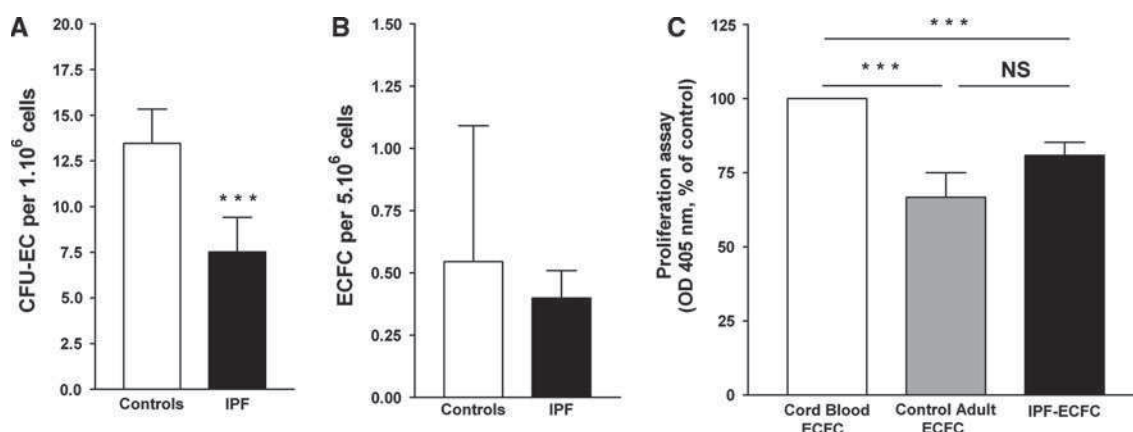 A
CFU-EC per 1.10⁶ cells
20.0
17.5
15.0
12.5
10.0
7.5
5.0
2.5
0.0
* * *
Controls
IPF
B
ECFC per 5.10⁶ cells
1.50
1.25
1.00
0.75
0.50
0.25
0.00
Controls
IPF
C
Proliferation assay
(OD 405 nm, % of control)
125
100
75
50
25
0
* * *
* * *
NS
Cord Blood
ECFC
Control Adult
ECFC
IPF-ECFC